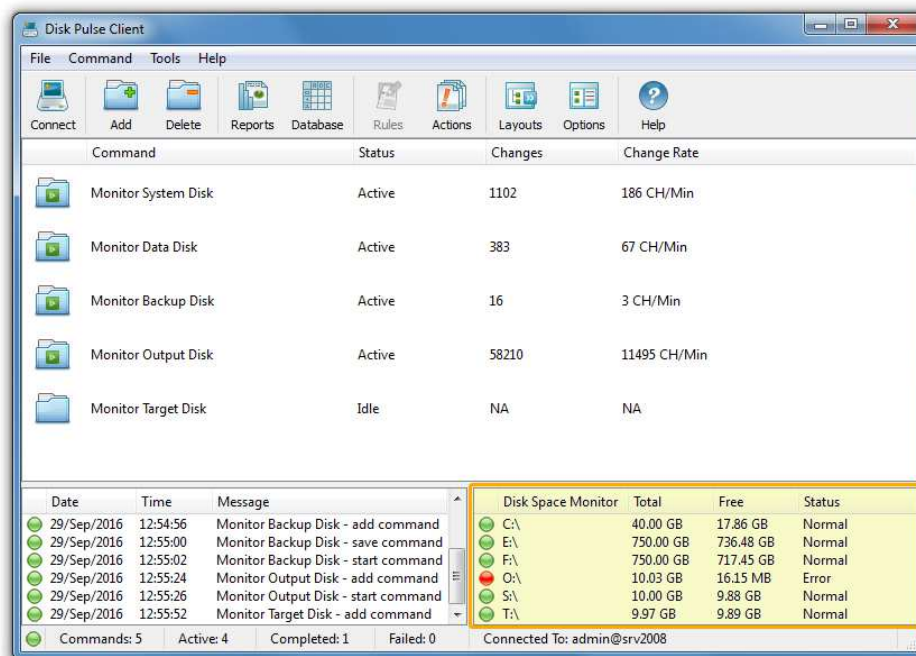 Disk Pulse Client
File Command Tools Help
Connect Add Delete Reports Database Rules Actions Layouts Options Help
Command Status Changes Change Rate
Monitor System Disk Active 1102 186 CH/Min
Monitor Data Disk Active 383 67 CH/Min
Monitor Backup Disk Active 16 3 CH/Min
Monitor Output Disk Active 58210 11495 CH/Min
Monitor Target Disk Idle NA NA
Date Time Message
29/Sep/2016 12:54:56 Monitor Backup Disk - add command
29/Sep/2016 12:55:00 Monitor Backup Disk - save command
29/Sep/2016 12:55:02 Monitor Backup Disk - start command
29/Sep/2016 12:55:24 Monitor Output Disk - add command
29/Sep/2016 12:55:26 Monitor Output Disk - start command
29/Sep/2016 12:55:52 Monitor Target Disk - add command
Disk Space Monitor Total Free Status
C:\ 40.00 GB 17.86 GB Normal
E:\ 750.00 GB 736.48 GB Normal
F:\ 750.00 GB 717.45 GB Normal
O:\ 10.03 GB 16.15 MB Error
S:\ 10.00 GB 9.88 GB Normal
T:\ 9.97 GB 9.89 GB Normal
Commands: 5 Active: 4 Completed: 1 Failed: 0 Connected To: admin@srv2008